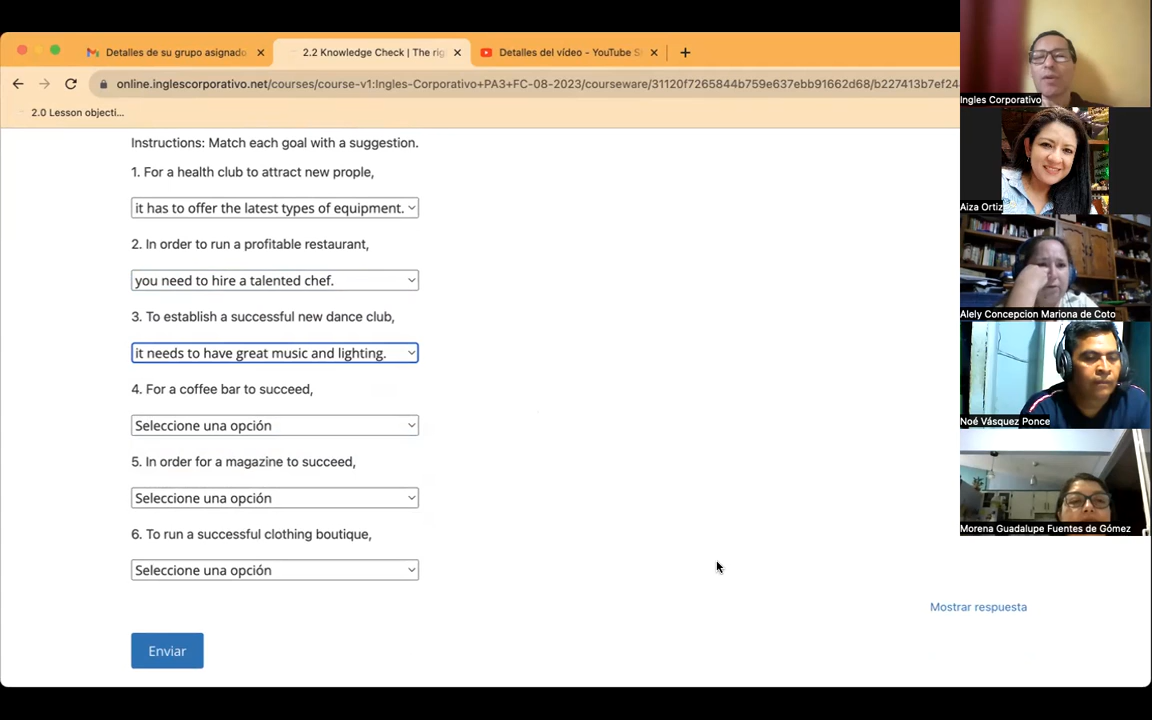 Detalles de su grupo asignado
2.2 Knowledge Check | The rig
Detalles del vídeo - YouTube S
online.inglescorporativo.net/courses/course-v1:Ingles-Corporativo+PA3+FC-08-2023/courseware/31120f7265844b759e637ebb91662d68/b227413b7ef24
2.0 Lesson objecti...
Instructions: Match each goal with a suggestion.
1. For a health club to attract new prople,
it has to offer the latest types of equipment.
2. In order to run a profitable restaurant,
you need to hire a talented chef.
3. To establish a successful new dance club,
it needs to have great music and lighting.
4. For a coffee bar to succeed,
Seleccione una opción
5. In order for a magazine to succeed,
Seleccione una opción
6. To run a successful clothing boutique,
Seleccione una opción
Mostrar respuesta
Enviar
Ingles Corporativo
Aiza Ortiz
Alely Concepcion Mariona de Coto
Noé Vásquez Ponce
Morena Guadalupe Fuentes de Gómez